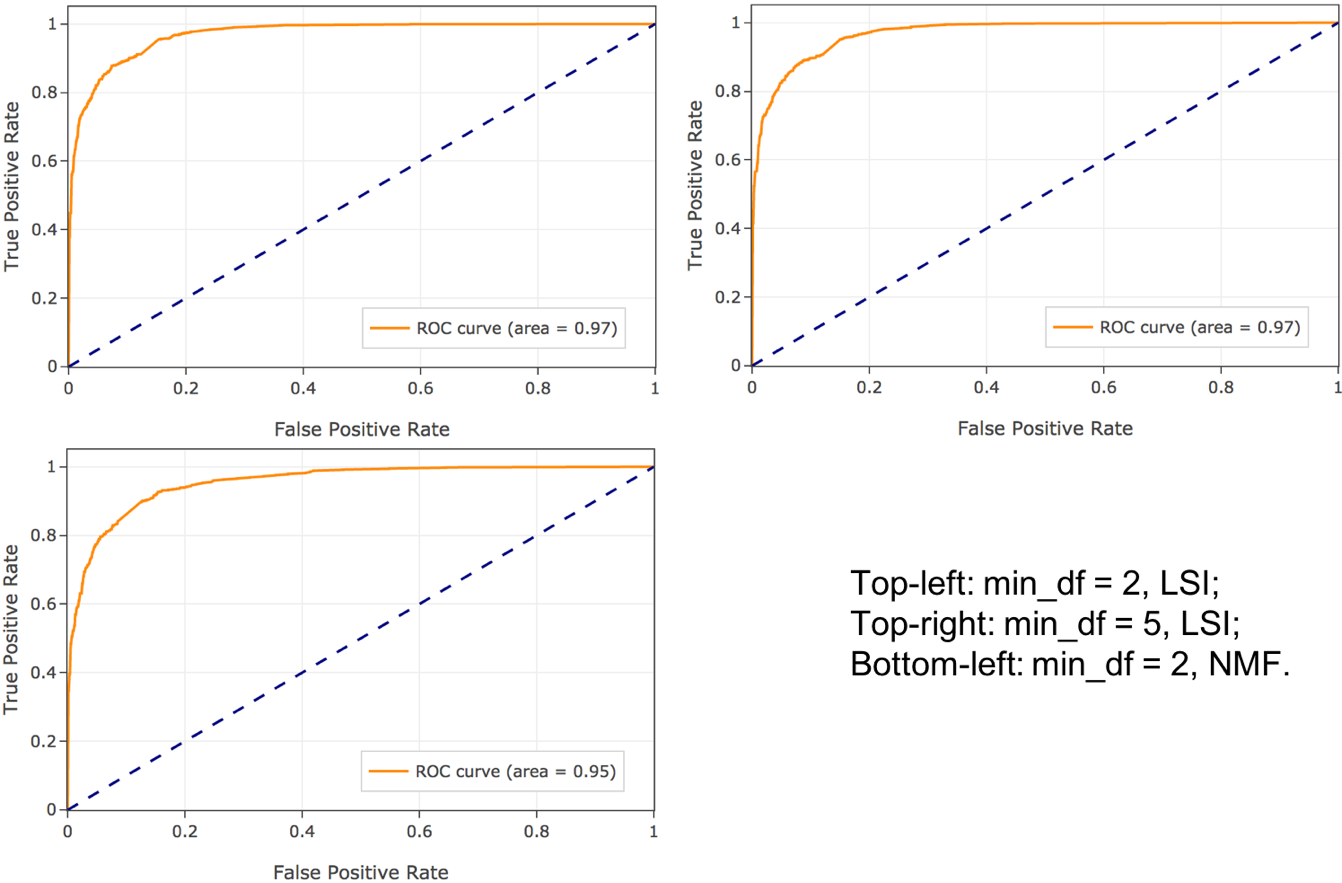 1
0.8
0.6
0.4
0.2
0
True Positive Rate
ROC curve (area = 0.97)
0 0.2 0.4 0.6 0.8 1
False Positive Rate
1
0.8
0.6
0.4
0.2
0
True Positive Rate
ROC curve (area = 0.97)
0 0.2 0.4 0.6 0.8 1
False Positive Rate
1
0.8
0.6
0.4
0.2
0
True Positive Rate
ROC curve (area = 0.95)
0 0.2 0.4 0.6 0.8 1
False Positive Rate
Top-left: min_df = 2, LSI;
Top-right: min_df = 5, LSI;
Bottom-left: min_df = 2, NMF.